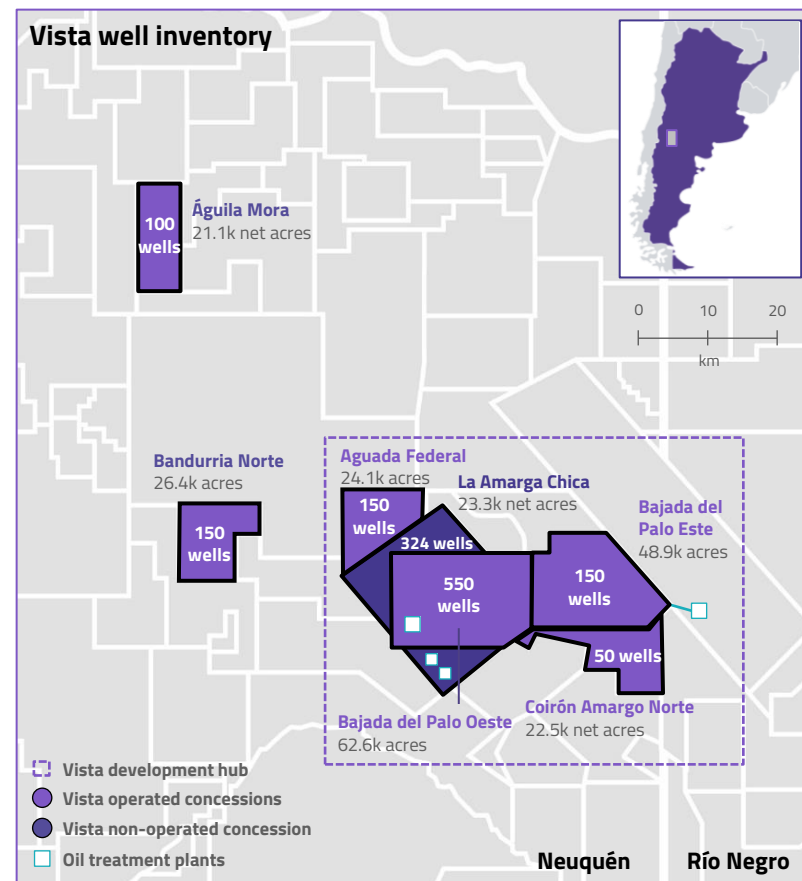 Vista well inventory
Águila Mora
21.1k net acres
100
wells
0 10 20
km
Bandurria Norte
26.4k acres
150
wells
Aguada Federal
24.1k acres
150
wells
La Amarga Chica
23.3k net acres
324 wells
Bajada del
Palo Este
48.9k acres
550
wells
150
wells
50 wells
Bajada del Palo Oeste
62.6k acres
Coirón Amargo Norte
22.5k net acres
Vista development hub
Vista operated concessions
Vista non-operated concession
Oil treatment plants
Neuquén
Río Negro